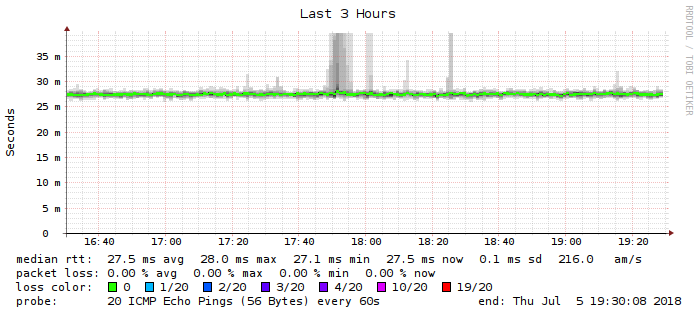 Last 3 Hours
RRDTOOL / TOBI OETIKER
Seconds
35 m
30 m
25 m
20 m
15 m
10 m
5 m
0
16:40 17:00 17:20 17:40 18:00 18:20 18:40 19:00 19:20
median rtt: 27.5 ms avg 28.0 ms max 27.1 ms min 27.5 ms now 0.1 ms sd 216.0 am/s
packet loss: 0.00 % avg 0.00 % max 0.00 % min 0.00 % now
loss color: 0 1/20 2/20 3/20 4/20 10/20 19/20
probe: 20 ICMP Echo Pings (56 Bytes) every 60s end: Thu Jul 5 19:30:08 2018